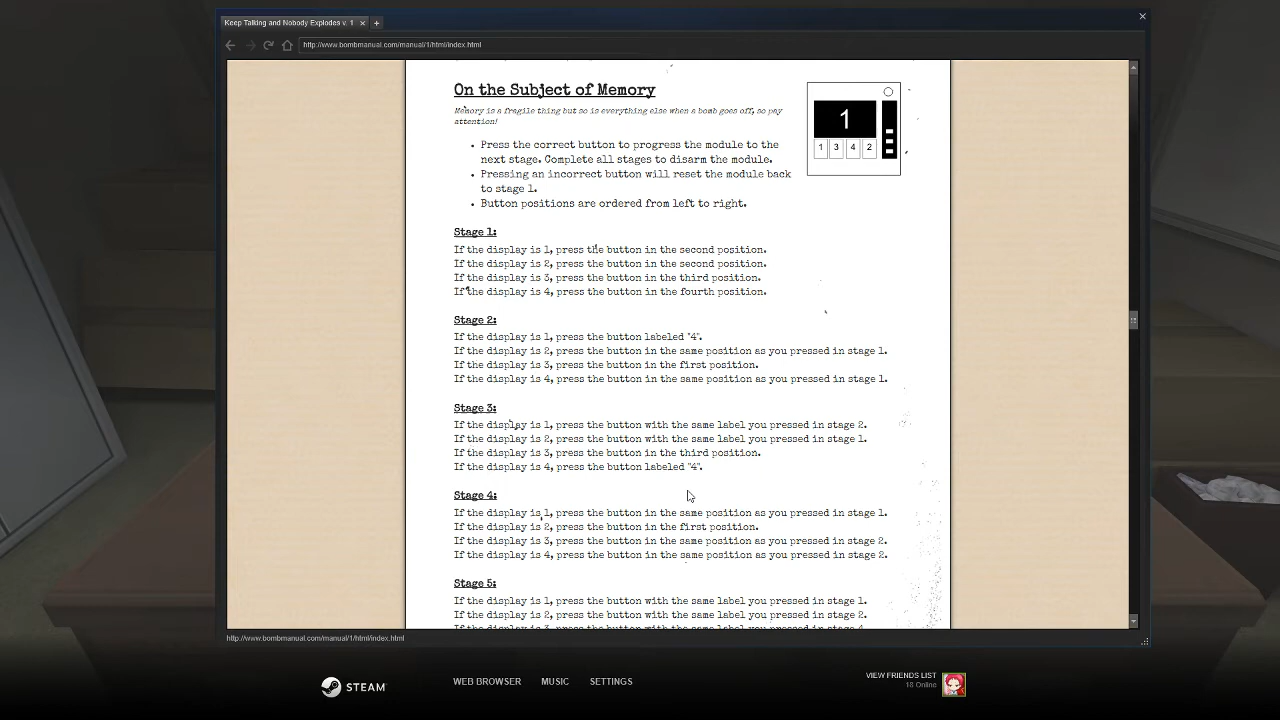 Keep Talking and Nobody Explodes v. 1
http://www.bombmanual.com/manual/1/html/index.html
On the Subject of Memory
Memory is a fragile thing but so is everything else when a bomb goes off, so pay
attention!
1
1 3 4 2
• Press the correct button to progress the module to the
next stage. Complete all stages to disarm the module.
• Pressing an incorrect button will reset the module back
to stage 1.
• Button positions are ordered from left to right.
Stage 1:
If the display is 1, press the button in the second position.
If the display is 2, press the button in the second position.
If the display is 3, press the button in the third position.
If the display is 4, press the button in the fourth position.
Stage 2:
If the display is 1, press the button labeled "4".
If the display is 2, press the button in the same position as you pressed in stage 1.
If the display is 3, press the button in the first position.
If the display is 4, press the button in the same position as you pressed in stage 1.
Stage 3:
If the display is 1, press the button with the same label you pressed in stage 2.
If the display is 2, press the button with the same label you pressed in stage 1.
If the display is 3, press the button in the third position.
If the display is 4, press the button labeled "4".
Stage 4:
If the display is 1, press the button in the same position as you pressed in stage 1.
If the display is 2, press the button in the first position.
If the display is 3, press the button in the same position as you pressed in stage 2.
If the display is 4, press the button in the same position as you pressed in stage 2.
Stage 5:
If the display is 1, press the button with the same label you pressed in stage 1.
If the display is 2, press the button with the same label you pressed in stage 2.
If the display is 3, press the button with the same label you pressed in stage 4.
http://www.bombmanual.com/manual/1/html/index.html
STEAM
WEB BROWSER MUSIC SETTINGS
VIEW FRIENDS LIST
18 Online